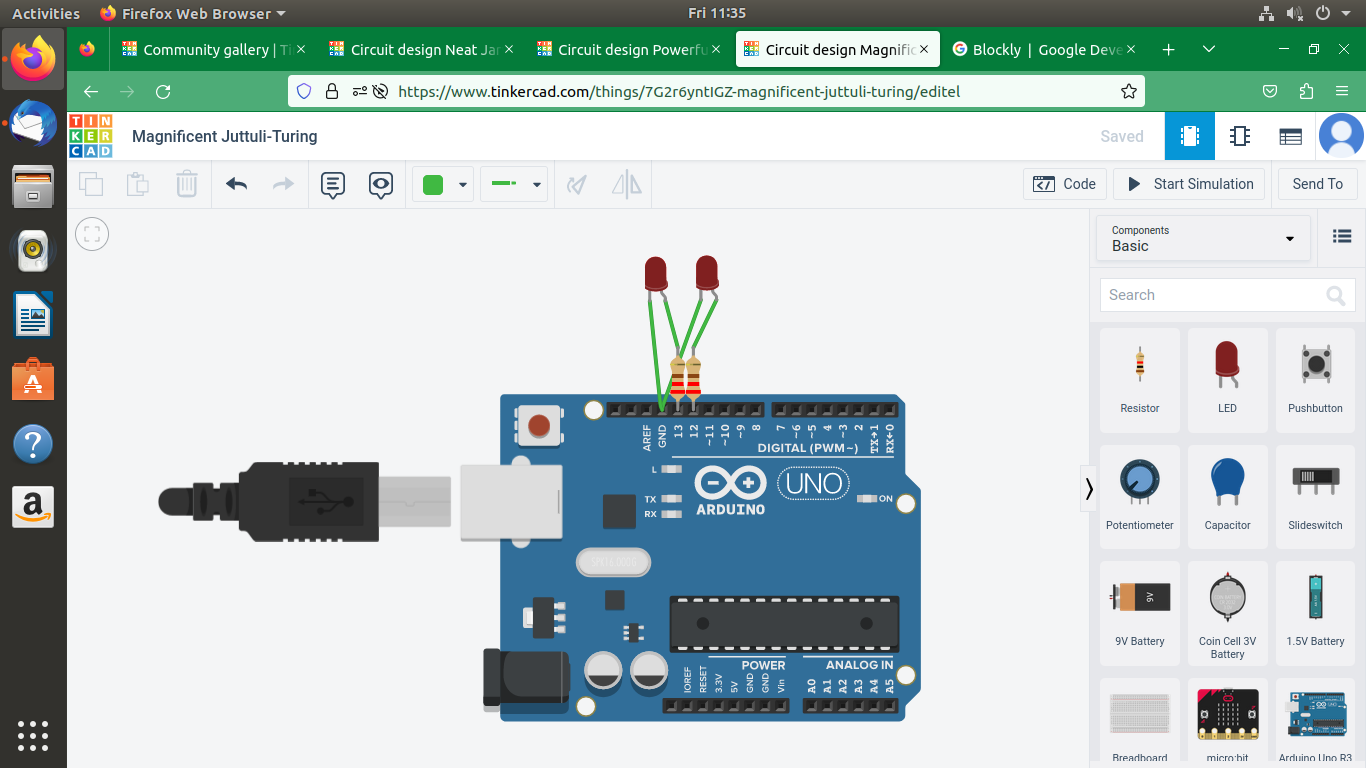 Activities
Firefox Web Browser
Fri 11:35
Community gallery | Ti
Circuit design Neat Jar
Circuit design Powerfu
Circuit design Magnific
Blockly | Google Deve
https://www.tinkercad.com/things/7G2r6yntIGZ-magnificent-juttuli-turing/editel
TIN
KER
CAD
Magnificent Juttuli-Turing
Saved
Code
Start Simulation
Send To
Components
Basic
Search
Resistor
LED
Pushbutton
Potentiometer
Capacitor
Slideswitch
9V
9V Battery
Coin Cell 3V
Battery
1.5V Battery
Breadboard
micro:bit
Arduino Uno R3
AREF
GND
13
12
~11
~10
~9
8
7
~6
~5
4
~3
2
TX→1
RX←0
DIGITAL (PWM~)
L
TX
RX
UNO
ARDUINO
ON
POWER
ANALOG IN
IOREF
RESET
3.3V
5V
GND
GND
Vin
A0
A1
A2
A3
A4
A5